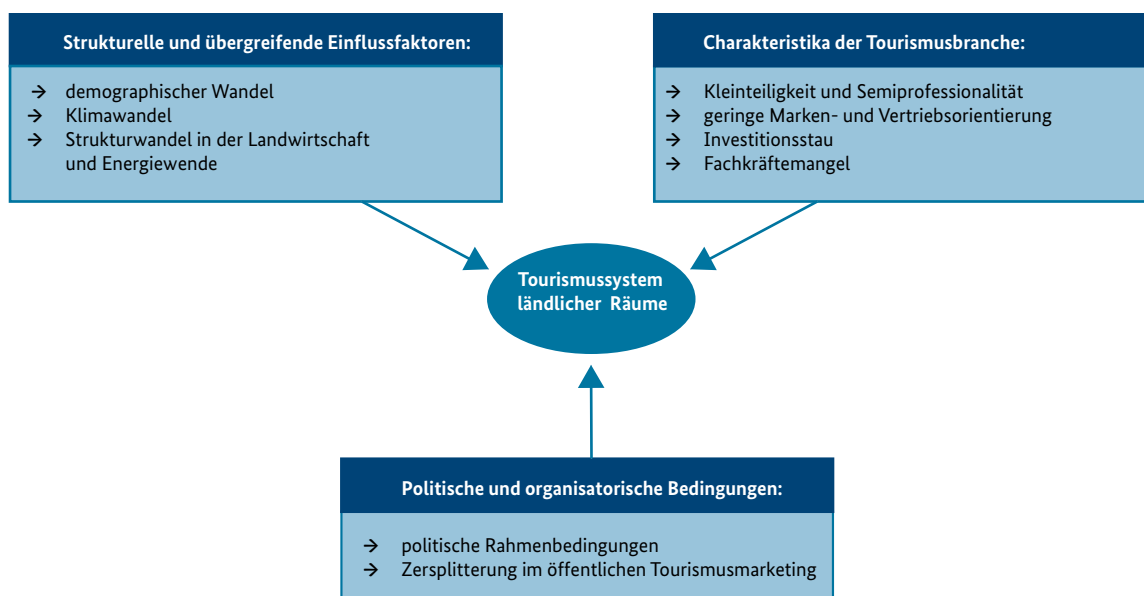 Strukturelle und übergreifende Einflussfaktoren:
→ demographischer Wandel
→ Klimawandel
→ Strukturwandel in der Landwirtschaft
und Energiewende
Charakteristika der Tourismusbranche:
→ Kleinteiligkeit und Semiprofessionalität
→ geringe Marken- und Vertriebsorientierung
→ Investitionsstau
→ Fachkräftemangel
Tourismussystem
ländlicher Räume
Politische und organisatorische Bedingungen:
→ politische Rahmenbedingungen
→ Zersplitterung im öffentlichen Tourismusmarketing